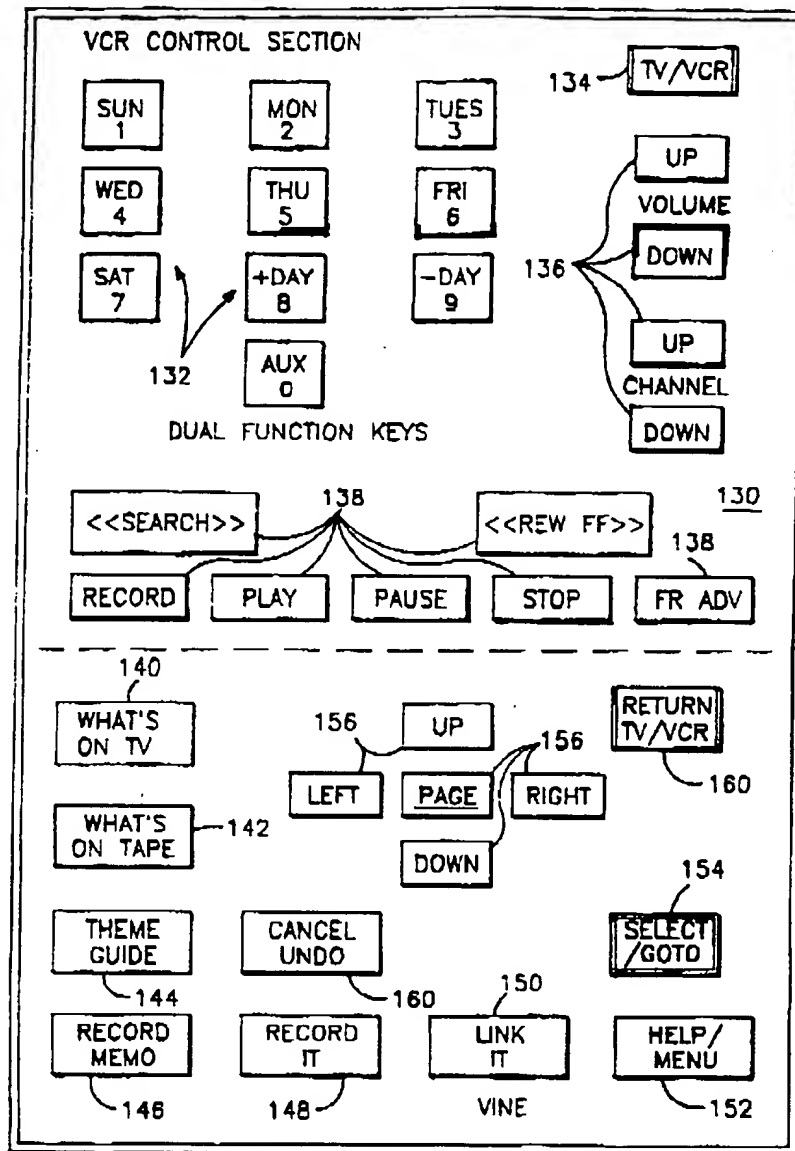 VCR CONTROL SECTION
134 TV/VCR
SUN 1
MON 2
TUES 3
UP
WED 4
THU 5
FRI 6
VOLUME
DOWN
136
SAT 7
+DAY 8
-DAY 9
UP
132
AUX 0
CHANNEL
DOWN
DUAL FUNCTION KEYS
138
<<SEARCH>>
<<REW FF>>
130
138
RECORD
PLAY
PAUSE
STOP
FR ADV
140
WHAT'S
ON TV
156
UP
156
RETURN
TV/VCR
LEFT
PAGE
RIGHT
160
WHAT'S
ON TAPE
142
DOWN
154
THEME
GUIDE
CANCEL
UNDO
SELECT
/GOTO
144
160
150
RECORD
MEMO
RECORD
IT
LINK
IT
HELP/
MENU
146
148
VINE
152